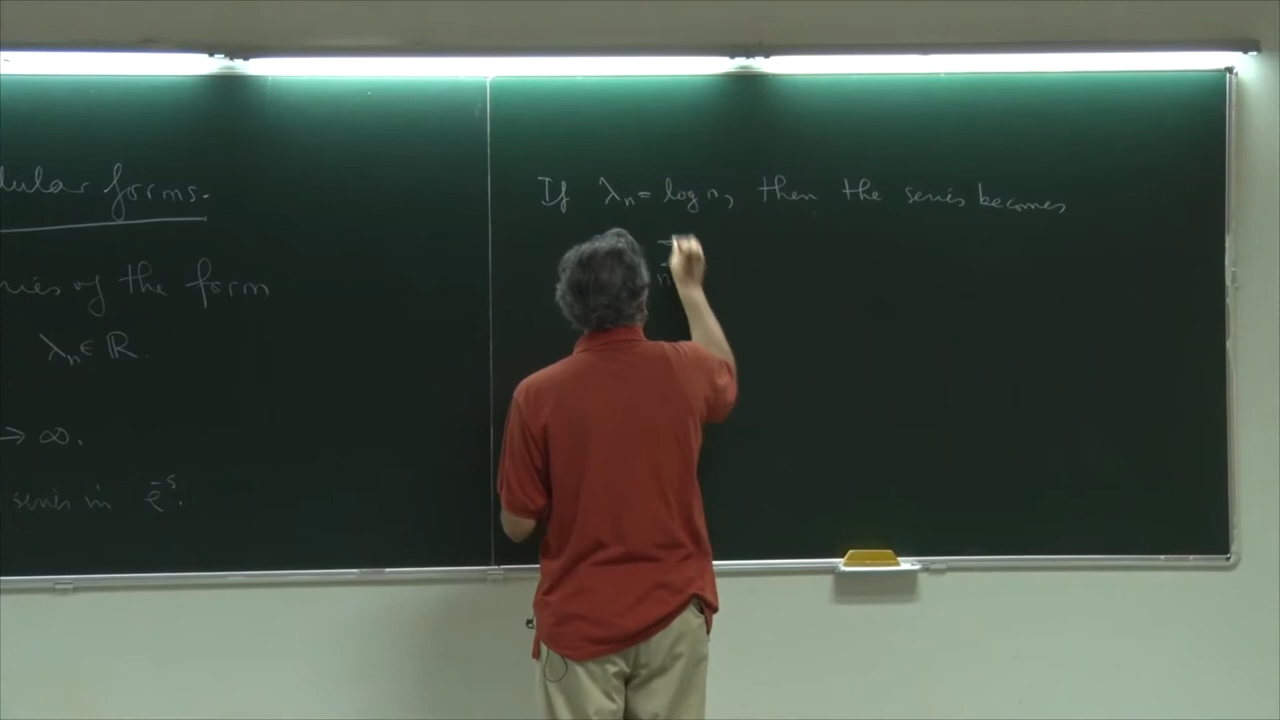 dular forms.
ries of the form
λₙ ∈ ℝ.
→ ∞.
series in e^{-s}.
If λₙ = log n, then the series becomes